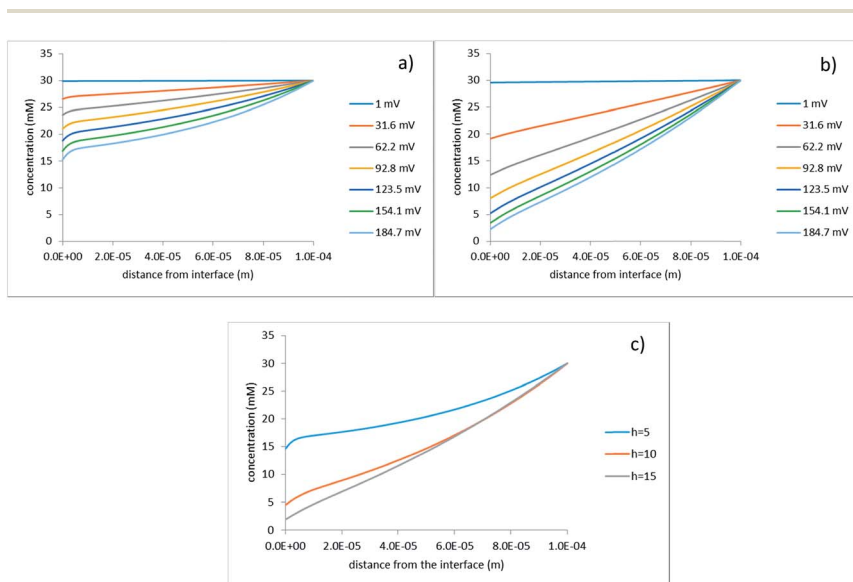 a)
35
30
25
20
15
10
5
0
concentration (mM)
0.0E+00 2.0E-05 4.0E-05 6.0E-05 8.0E-05 1.0E-04
distance from interface (m)
1 mV
31.6 mV
62.2 mV
92.8 mV
123.5 mV
154.1 mV
184.7 mV
b)
35
30
25
20
15
10
5
0
concentration (mM)
0.0E+00 2.0E-05 4.0E-05 6.0E-05 8.0E-05 1.0E-04
distance from interface (m)
1 mV
31.6 mV
62.2 mV
92.8 mV
123.5 mV
154.1 mV
184.7 mV
c)
35
30
25
20
15
10
5
0
concentration (mM)
0.0E+00 2.0E-05 4.0E-05 6.0E-05 8.0E-05 1.0E-04
distance from the interface (m)
h=5
h=10
h=15